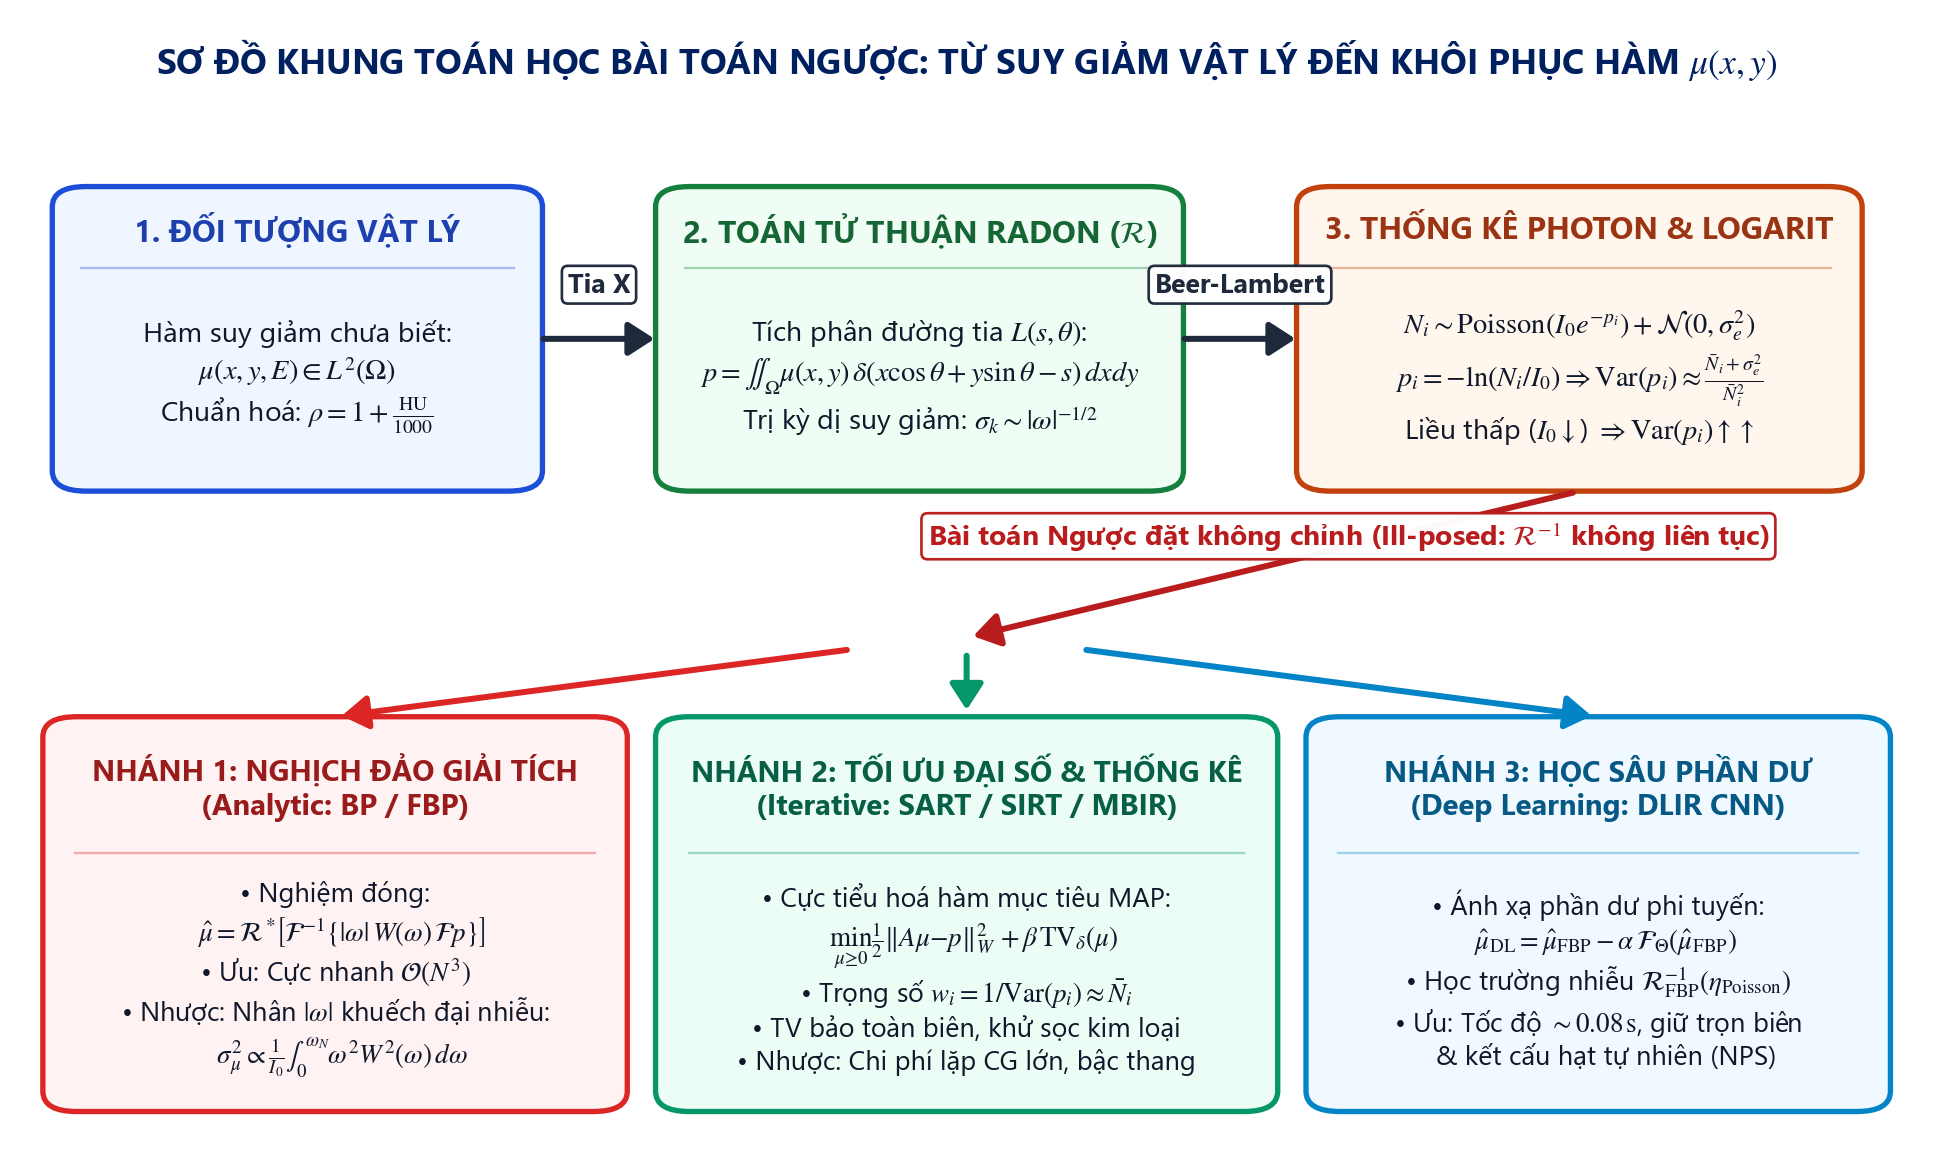 SƠ ĐỒ KHUNG TOÁN HỌC BÀI TOÁN NGƯỢC: TỪ SUY GIẢM VẬT LÝ ĐẾN KHÔI PHỤC HÀM μ(x, y)
1. ĐỐI TƯỢNG VẬT LÝ
Hàm suy giảm chưa biết:
μ(x, y, E) ∈ L²(Ω)
Chuẩn hoá: ρ = 1 + HU/1000
Tia X
2. TOÁN TỬ THUẬN RADON (ℛ)
Tích phân đường tia L(s, θ):
p = ∬_Ω μ(x, y) δ(x cos θ + y sin θ − s) dxdy
Trị kỳ dị suy giảm: σ_k ~ |ω|^{−1/2}
Beer-Lambert
3. THỐNG KÊ PHOTON & LOGARIT
N_i ~ Poisson(I_0 e^{−p_i}) + 𝒩(0, σ_e^2)
p_i = −ln(N_i/I_0) ⇒ Var(p_i) ≈ (N̄_i + σ_e^2)/N̄_i^2
Liều thấp (I_0 ↓) ⇒ Var(p_i) ↑ ↑
Bài toán Ngược đặt không chỉnh (Ill-posed: ℛ^{−1} không liên tục)
NHÁNH 1: NGHỊCH ĐẢO GIẢI TÍCH
(Analytic: BP / FBP)
• Nghiệm đóng:
μ̂ = ℛ*[ℱ^{−1}{|ω| W(ω) ℱp}]
• Ưu: Cực nhanh 𝒪(N³)
• Nhược: Nhân |ω| khuếch đại nhiễu:
σ_μ^2 ∝ 1/I_0 ∫_0^{ω_N} ω² W²(ω) dω
NHÁNH 2: TỐI ƯU ĐẠI SỐ & THỐNG KÊ
(Iterative: SART / SIRT / MBIR)
• Cực tiểu hoá hàm mục tiêu MAP:
min_{μ≥0} 1/2 ‖Aμ−p‖_W^2 + β TV_δ(μ)
• Trọng số w_i = 1/Var(p_i) ≈ N̄_i
• TV bảo toàn biên, khử sọc kim loại
• Nhược: Chi phí lặp CG lớn, bậc thang
NHÁNH 3: HỌC SÂU PHẦN DƯ
(Deep Learning: DLIR CNN)
• Ánh xạ phần dư phi tuyến:
μ̂_DL = μ̂_FBP − α ℱ_Θ(μ̂_FBP)
• Học trường nhiễu ℛ_FBP^{−1}(η_Poisson)
• Ưu: Tốc độ ~ 0.08 s, giữ trọn biên
& kết cấu hạt tự nhiên (NPS)